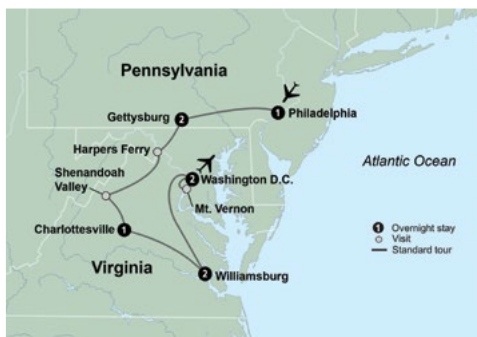 Pennsylvania
Gettysburg
2
1
Philadelphia
Harpers Ferry
Shenandoah
Valley
2
Washington D.C.
Mt. Vernon
Atlantic Ocean
Charlottesville
1
Virginia
2
Williamsburg
1 Overnight stay
Visit
Standard tour